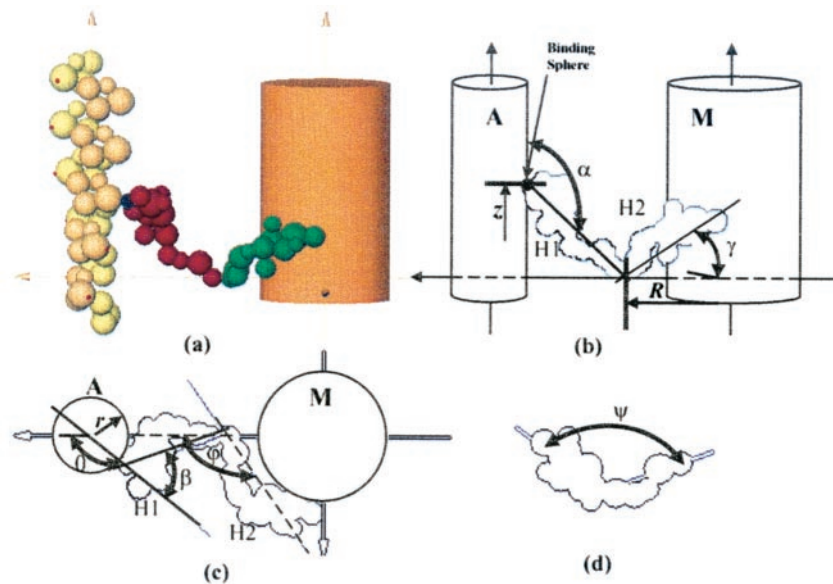 (a)
Binding
Sphere
A
M
α
z
H1
H2
γ
R
(b)
A
r
θ
β
φ
H1
H2
M
(c)
ψ
(d)